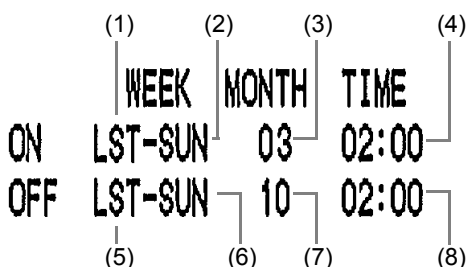 (1) (2) (3) (4)
WEEK MONTH TIME
ON LST-SUN 03 02:00
OFF LST-SUN 10 02:00
(5) (6) (7) (8)